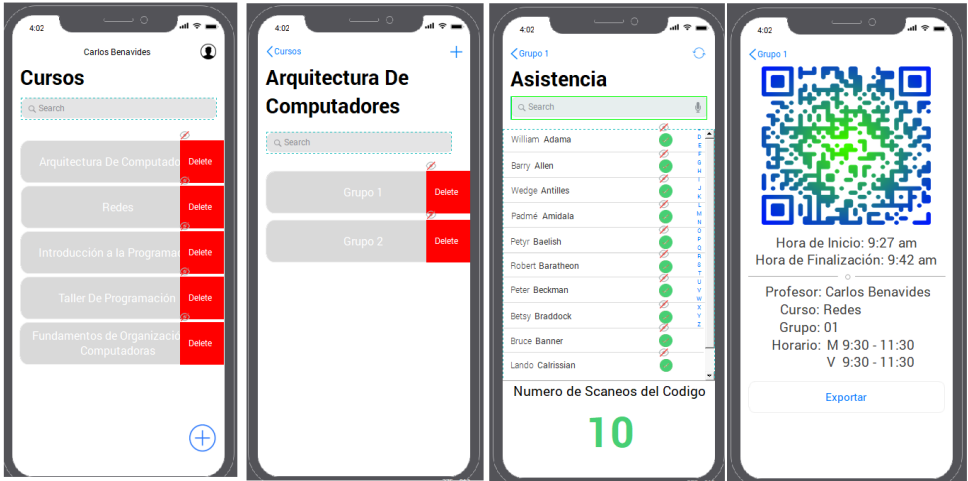 4:02
Carlos Benavides
Cursos
Search
Arquitectura De Computado
Delete
Redes
Delete
Introducción a la Programa
Delete
Taller De Programación
Delete
Fundamentos de Organizació
Computadoras
Delete
4:02
Cursos
Arquitectura De
Computadores
Search
Grupo 1
Delete
Grupo 2
Delete
4:02
Grupo 1
Asistencia
Search
William Adama
Barry Allen
Wedge Antilles
Padmé Amidala
Petyr Baelish
Robert Baratheon
Peter Beckman
Betsy Braddock
Bruce Banner
Lando Calrissian
D
E
F
G
H
I
J
K
L
M
N
O
P
Q
R
S
T
U
V
W
X
Y
Z
Numero de Scaneos del Codigo
10
4:02
Grupo 1
Hora de Inicio: 9:27 am
Hora de Finalización: 9:42 am
Profesor: Carlos Benavides
Curso: Redes
Grupo: 01
Horario: M 9:30 - 11:30
V 9:30 - 11:30
Exportar